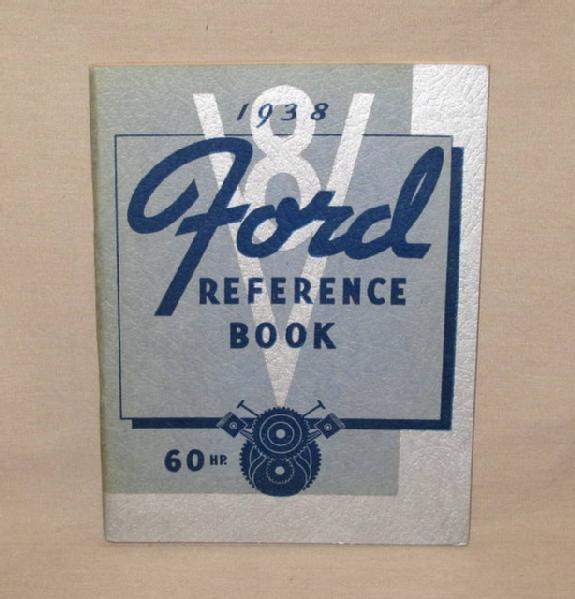 1938
V8
Ford
REFERENCE
BOOK
60 HP.